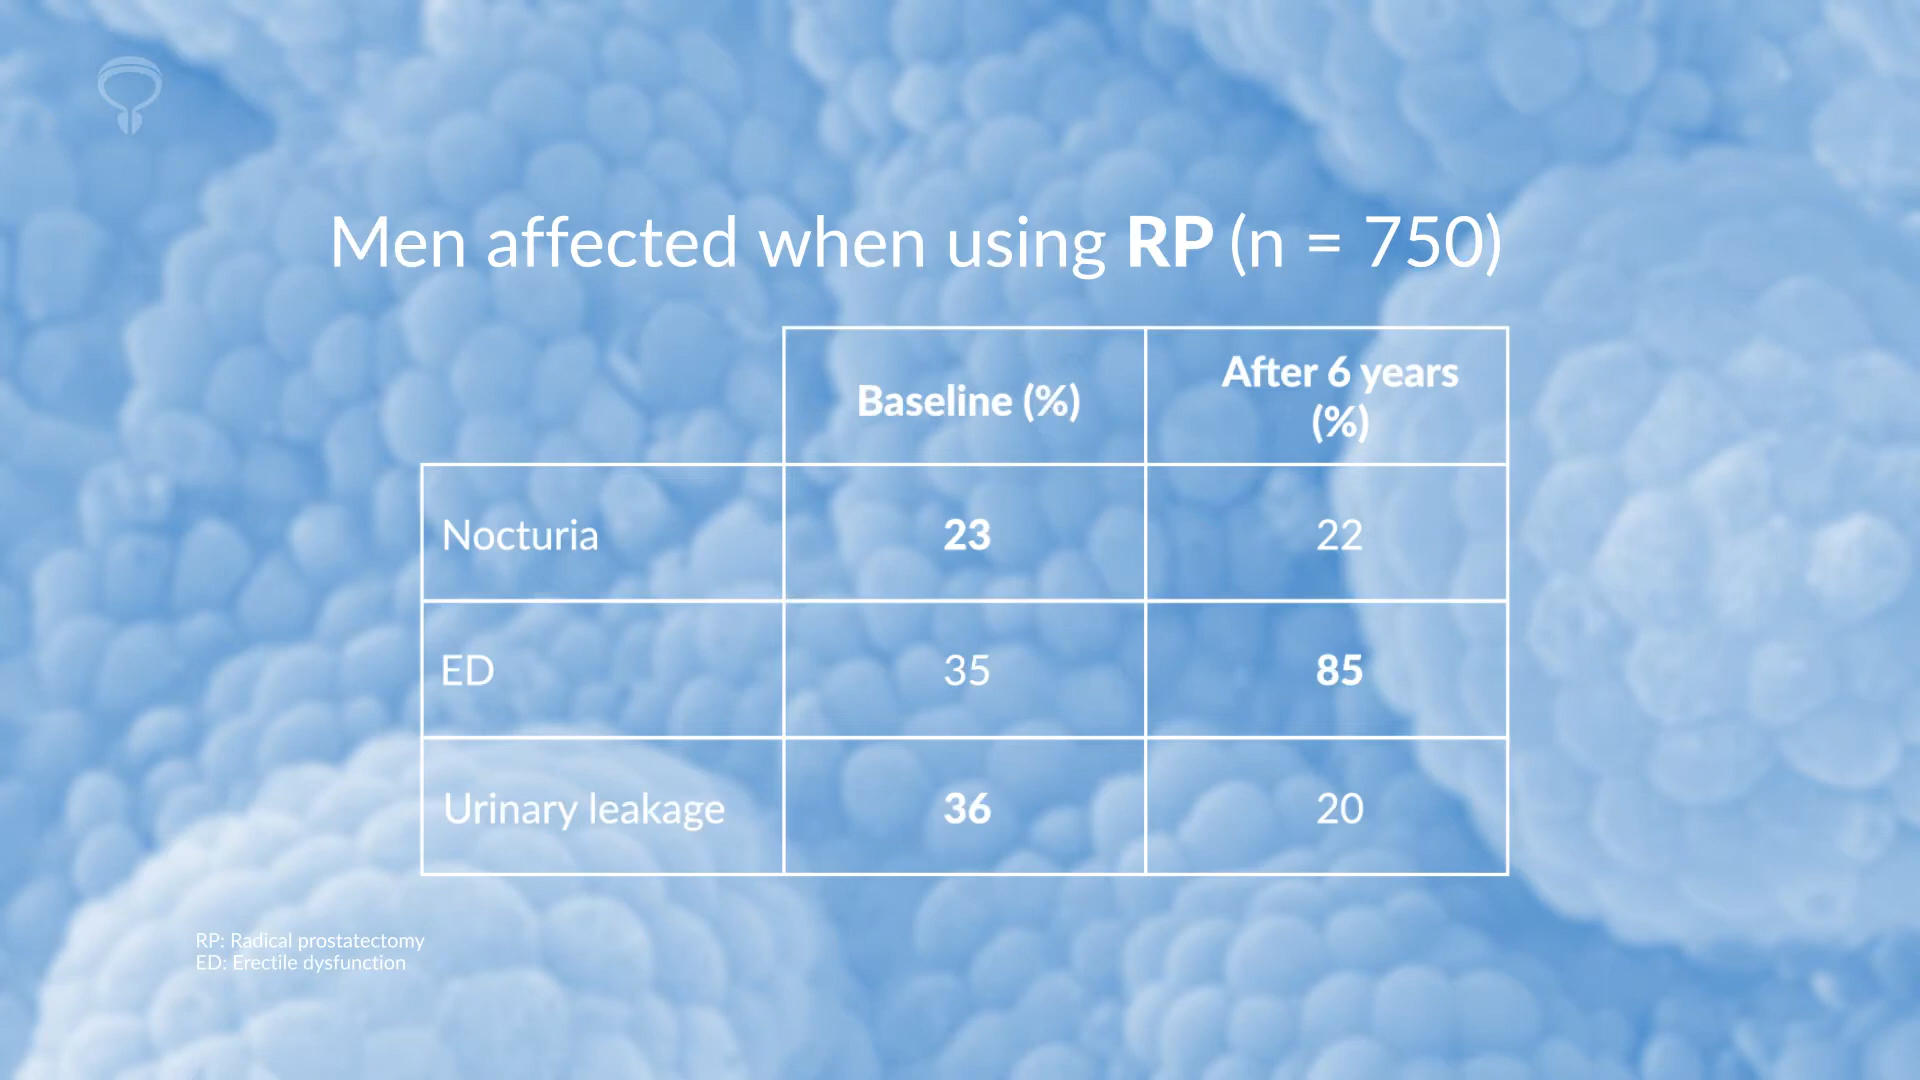 Men affected when using RP (n = 750)
Baseline (%)
After 6 years
(%)
Nocturia 23 22
ED 35 85
Urinary leakage 36 20
RP: Radical prostatectomy
ED: Erectile dysfunction